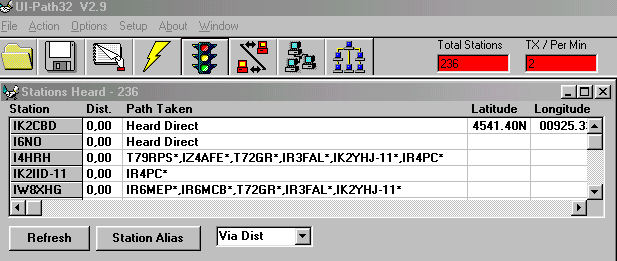 UI-Path32 V2.9
File Action Options Setup About Window
Total Stations TX / Per Min
236 2
Stations Heard - 236
Station Dist. Path Taken Latitude Longitude
IK2CBD 0,00 Heard Direct 4541.40N 00925.3
I6NO 0,00 Heard Direct
I4HRH 0,00 T79RPS*,IZ4AFE*,T72GR*,IR3FAL*,IK2YHJ-11*,IR4PC*
IK2IID-11 0,00 IR4PC*
IW8XHG 0,00 IR6MEP*,IR6MCB*,T72GR*,IR3FAL*,IK2YHJ-11*
Refresh Station Alias Via Dist